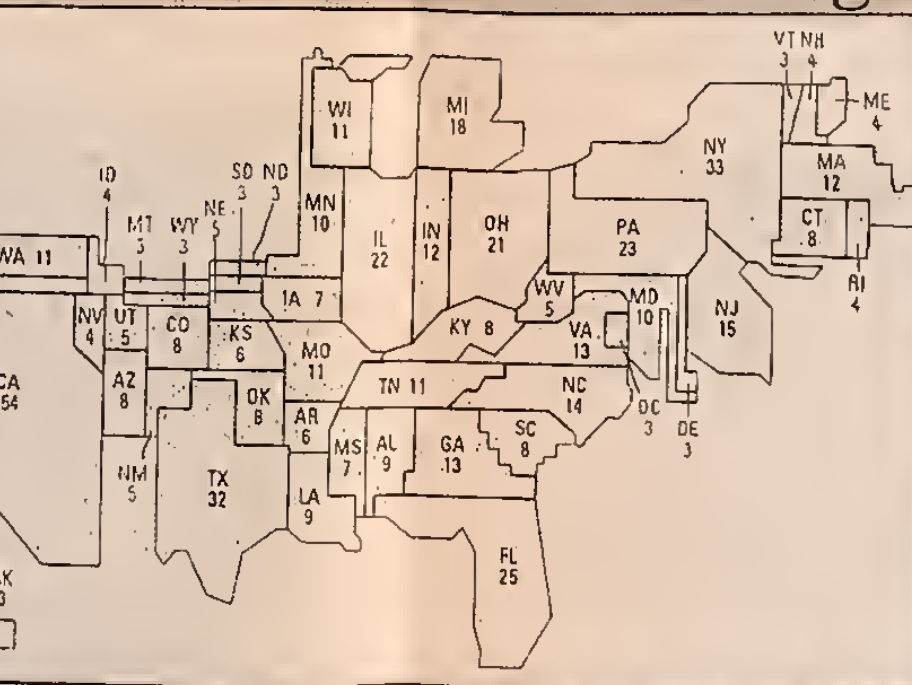 VT NH
3 4
ME
4
WI
11
MI
18
NY
33
MA
12
ID
4
SD ND
3 3
MT
3
WY
3
NE
5
MN
10
IL
22
IN
12
OH
21
PA
23
CT
8
RI
4
WA 11
IA 7
WV
5
MD
10
NJ
15
NV
4
UT
5
CO
8
KS
6
MO
11
KY 8
VA
13
CA
54
AZ
8
OK
8
TN 11
NC
14
DC
3
DE
3
AR
6
MS
7
AL
9
GA
13
SC
8
NM
5
TX
32
LA
9
FL
25